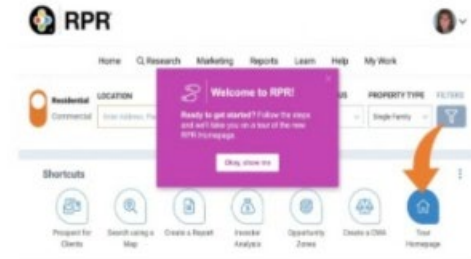 RPR
Home Research Marketing Reports Learn Help My Work
Residential
Commercial
LOCATION
Enter Address,
US
PROPERTY TYPE
FILTERS
Single Family
Welcome to RPR!
Ready to get started? Follow the steps
and we'll take you on a tour of the new
RPR Homepage
Okay, show me
Shortcuts
Prospect for
Clients
Search using a
Map
Create a Report
Investor
Analysis
Opportunity
Zones
Create a CMA
Tour
Homepage